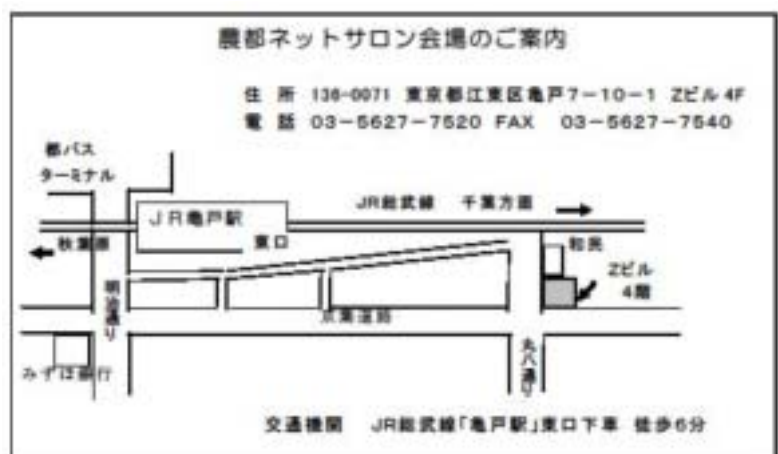 農都ネットサロン会場のご案内
住 所 136-0071 東京都江東区亀戸7-10-1 Zビル 4F
電 話 03-5627-7520 FAX 03-5627-7540
都バス
ターミナル
JR総武線 千葉方面
JR亀戸駅
東口
秋葉原
和民
Zビル
4階
明治通り
京葉道路
丸八通り
みずほ銀行
交通機関 JR総武線「亀戸駅」東口下車 徒歩6分